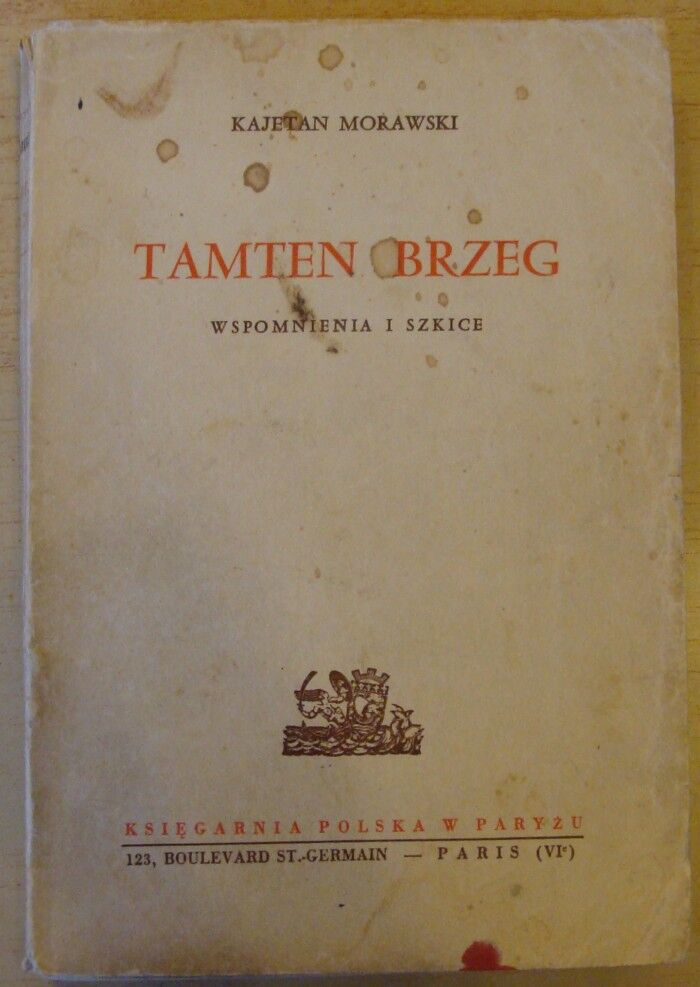 KAJETAN MORAWSKI
TAMTEN BRZEG
WSPOMNIENIA I SZKICE
KSIĘGARNIA POLSKA W PARYŻU
123, BOULEVARD ST.-GERMAIN — PARIS (VIe)